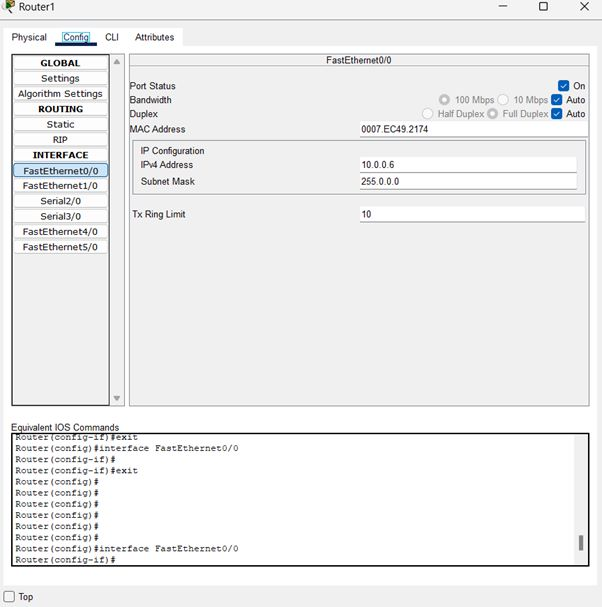 Router1
Physical Config CLI Attributes
GLOBAL
Settings
Algorithm Settings
ROUTING
Static
RIP
INTERFACE
FastEthernet0/0
FastEthernet1/0
Serial2/0
Serial3/0
FastEthernet4/0
FastEthernet5/0
FastEthernet0/0
Port Status On
Bandwidth 100 Mbps 10 Mbps Auto
Duplex Half Duplex Full Duplex Auto
MAC Address 0007.EC49.2174
IP Configuration
IPv4 Address 10.0.0.6
Subnet Mask 255.0.0.0
Tx Ring Limit 10
Equivalent IOS Commands
Router(config-if)#exit
Router(config)#interface FastEthernet0/0
Router(config-if)#
Router(config-if)#exit
Router(config)#
Router(config)#
Router(config)#
Router(config)#
Router(config)#
Router(config)#
Router(config)#interface FastEthernet0/0
Router(config-if)#
Top